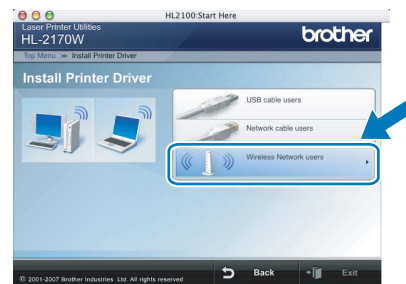 HL2100:Start Here
Laser Printer Utilities
HL-2170W
brother
Top Menu >> Install Printer Driver
Install Printer Driver
USB cable users
Network cable users
Wireless Network users
© 2001-2007 Brother Industries Ltd. All rights reserved
Back
Exit